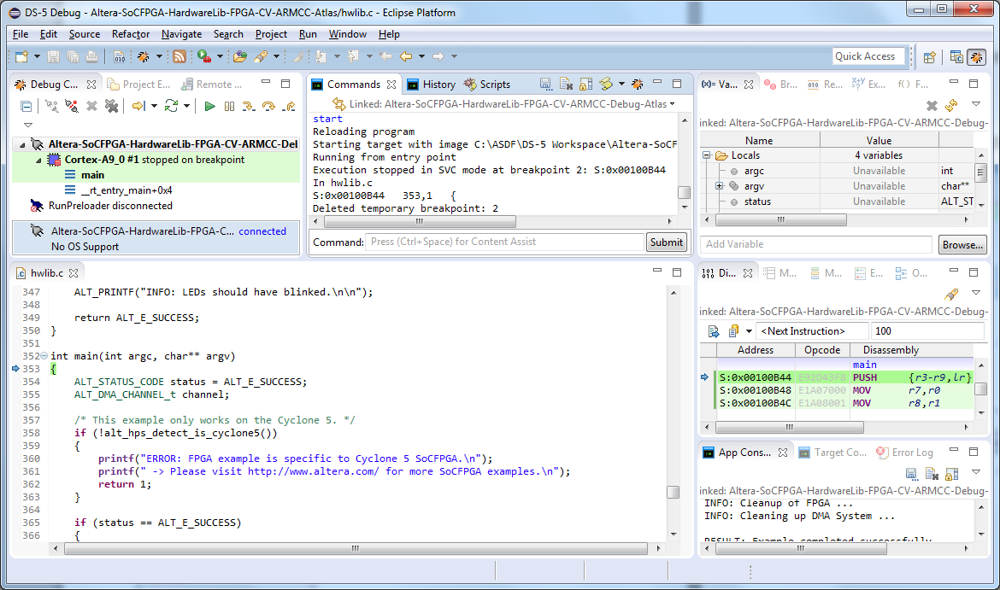 DS-5 Debug - Altera-SoCFPGA-HardwareLib-FPGA-CV-ARMCC-Atlas/hwlib.c - Eclipse Platform
File Edit Source Refactor Navigate Search Project Run Window Help
Quick Access
Debug C... Project E... Remote ...
Altera-SoCFPGA-HardwareLib-FPGA-CV-ARMCC-Del
Cortex-A9_0 #1 stopped on breakpoint
main
__rt_entry_main+0x4
RunPreloader disconnected
Altera-SoCFPGA-HardwareLib-FPGA-C... connected
No OS Support
Commands History Scripts
Linked: Altera-SoCFPGA-HardwareLib-FPGA-CV-ARMCC-Debug-Atlas
start
Reloading program
Starting target with image C:\ASDF\DS-5 Workspace\Altera-SoCF
Running from entry point
Execution stopped in SVC mode at breakpoint 2: S:0x00100B44
In hwlib.c
S:0x00100B44 353,1 {
Deleted temporary breakpoint: 2
Command: Press (Ctrl+Space) for Content Assist Submit
(x)= Va... Br... Re... Ex... f() F...
inked: Altera-SoCFPGA-HardwareLib-FPGA-CV-ARMCC-Debug-
Name Value
Locals 4 variables
argc Unavailable int
argv Unavailable char**
status Unavailable ALT_ST
Add Variable Browse...
hwlib.c
347 ALT_PRINTF("INFO: LEDs should have blinked.\n\n");
348
349 return ALT_E_SUCCESS;
350 }
351
352 int main(int argc, char** argv)
353 {
354 ALT_STATUS_CODE status = ALT_E_SUCCESS;
355 ALT_DMA_CHANNEL_t channel;
356
357 /* This example only works on the Cyclone 5. */
358 if (!alt_hps_detect_is_cyclone5())
359 {
360 printf("ERROR: FPGA example is specific to Cyclone 5 SoCFPGA.\n");
361 printf(" -> Please visit http://www.altera.com/ for more SoCFPGA examples.\n");
362 return 1;
363 }
364
365 if (status == ALT_E_SUCCESS)
366 {
Di... M... M... E... O...
inked: Altera-SoCFPGA-HardwareLib-FPGA-CV-ARMCC-Debug-
<Next Instruction> 100
Address Opcode Disassembly
main
S:0x00100B44 E92D43F8 PUSH {r3-r9,lr}
S:0x00100B48 E1A07000 MOV r7,r0
S:0x00100B4C E1A08001 MOV r8,r1
App Cons... Target Co... Error Log
inked: Altera-SoCFPGA-HardwareLib-FPGA-CV-ARMCC-Debug-
INFO: Cleanup of FPGA ...
INFO: Cleaning up DMA System ...
RESULT: Example completed successfully